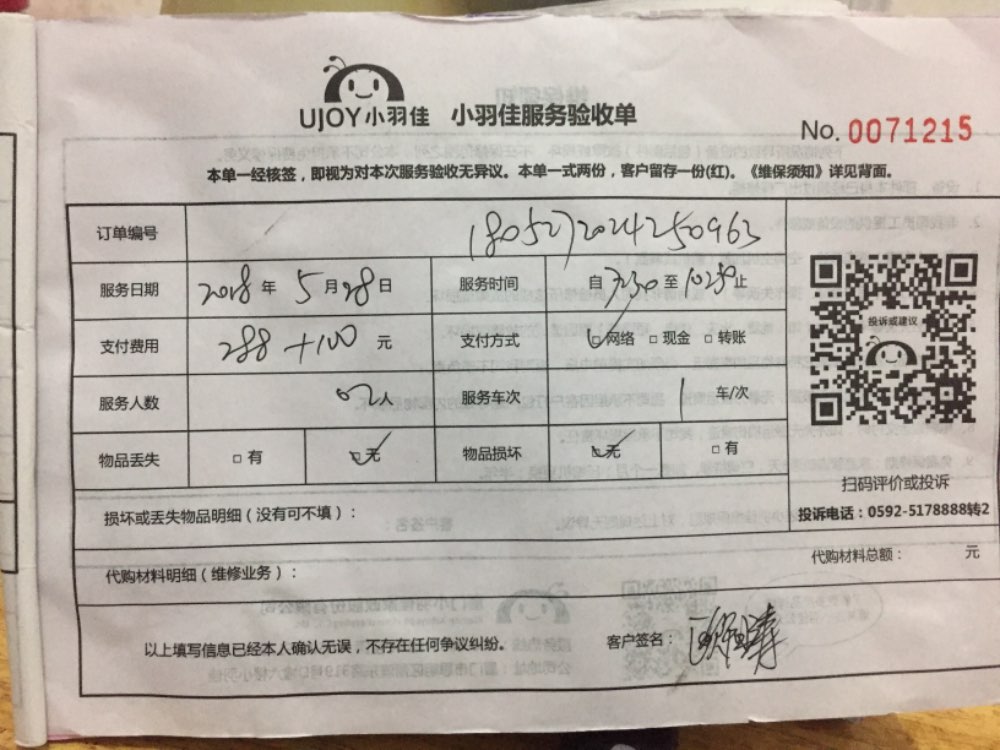 UJOY小羽佳 小羽佳服务验收单
No. 0071215
本单一经核签，即视为对本次服务验收无异议。本单一式两份，客户留存一份(红)。《维保须知》详见背面。
订单编号 180527202425096​3
服务日期 2018年 5月28日 服务时间 自 7:30 至 10:30 止
支付费用 288+100 元 支付方式 ☑网络 □现金 □转账
服务人数 2人 服务车次 1 车/次
物品丢失 □有 ☑无 物品损坏 ☑无 □有
投诉或建议
扫码评价或投诉
投诉电话：0592-5178888转2
损坏或丢失物品明细（没有可不填）：
代购材料明细（维修业务）： 代购材料总额： 元
以上填写信息已经本人确认无误，不存在任何争议纠纷。 客户签名：